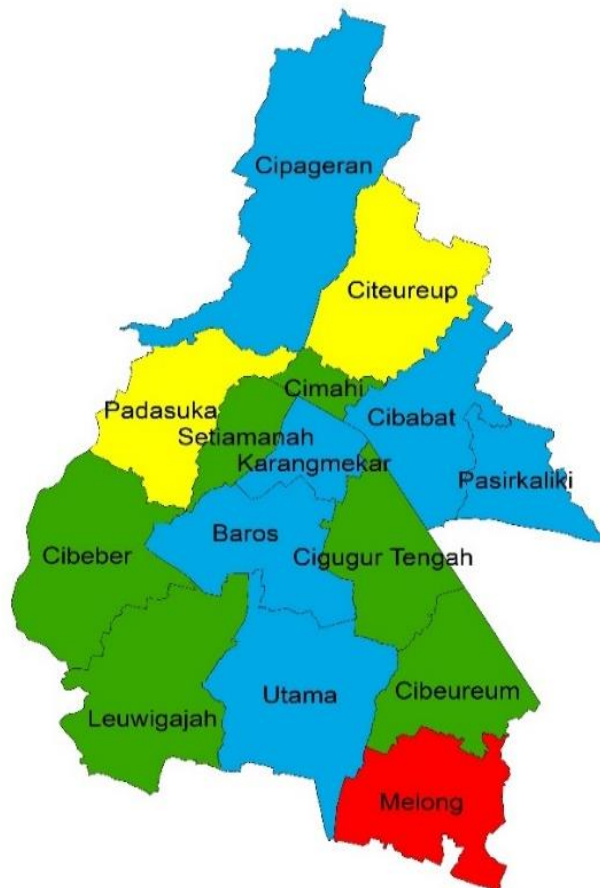 Cipageran
Citeureup
Cimahi
Padasuka
Cibabat
Setiamanah
Karangmekar
Pasirkaliki
Baros
Cibeber
Cigugur Tengah
Utama
Cibeureum
Leuwigajah
Melong